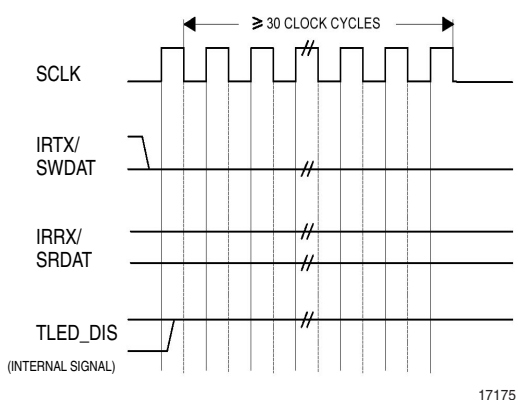 ≥ 30 CLOCK CYCLES
SCLK
IRTX/
SWDAT
IRRX/
SRDAT
TLED_DIS
(INTERNAL SIGNAL)
17175